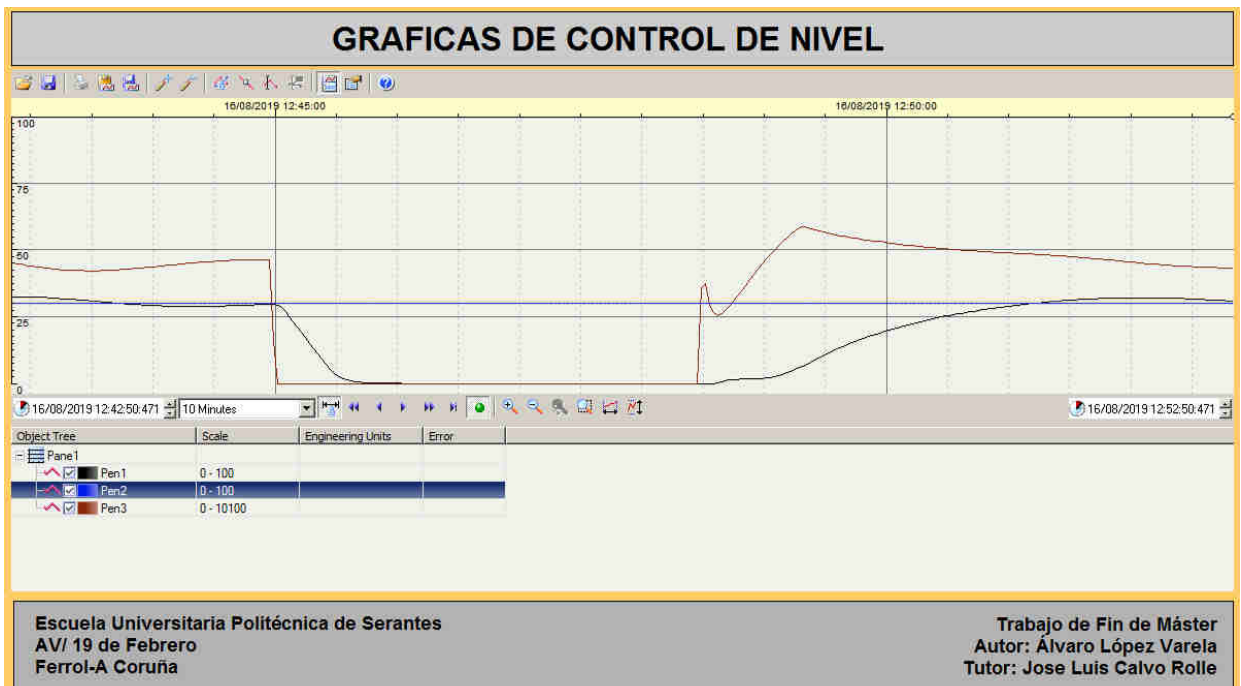 GRAFICAS DE CONTROL DE NIVEL
16/08/2019 12:45:00 16/08/2019 12:50:00
100
75
50
25
0
16/08/2019 12:42:50:471 10 Minutes 16/08/2019 12:52:50:471
Object Tree Scale Engineering Units Error
Pane1
Pen1 0 - 100
Pen2 0 - 100
Pen3 0 - 10100
Escuela Universitaria Politécnica de Serantes
AV/ 19 de Febrero
Ferrol-A Coruña
Trabajo de Fin de Máster
Autor: Álvaro López Varela
Tutor: Jose Luis Calvo Rolle